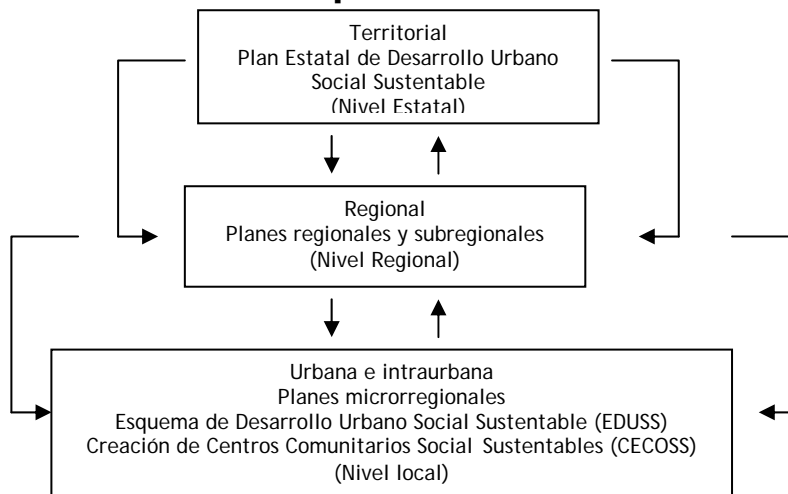 Territorial
Plan Estatal de Desarrollo Urbano
Social Sustentable
(Nivel Estatal)
Regional
Planes regionales y subregionales
(Nivel Regional)
Urbana e intraurbana
Planes microrregionales
Esquema de Desarrollo Urbano Social Sustentable (EDUSS)
Creación de Centros Comunitarios Social Sustentables (CECOSS)
(Nivel local)